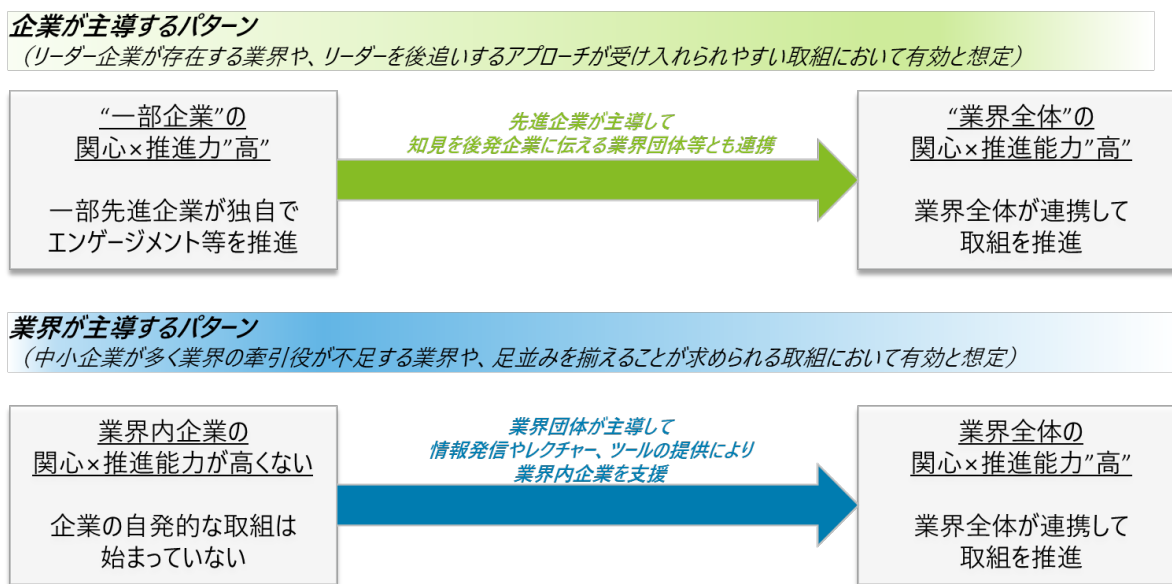 企業が主導するパターン
（リーダー企業が存在する業界や、リーダーを後追いするアプローチが受け入れられやすい取組において有効と想定）
“一部企業”の
関心×推進力”高”
一部先進企業が独自で
エンゲージメント等を推進
先進企業が主導して
知見を後発企業に伝える業界団体等とも連携
“業界全体”の
関心×推進能力”高”
業界全体が連携して
取組を推進
業界が主導するパターン
（中小企業が多く業界の牽引役が不足する業界や、足並みを揃えることが求められる取組において有効と想定）
業界内企業の
関心×推進能力が高くない
企業の自発的な取組は
始まっていない
業界団体が主導して
情報発信やレクチャー、ツールの提供により
業界内企業を支援
業界全体の
関心×推進能力”高”
業界全体が連携して
取組を推進